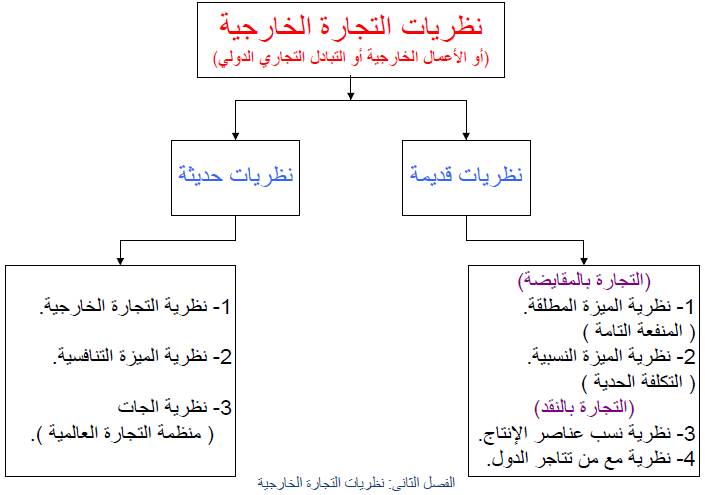 نظريات التجارة الخارجية
(أو الأعمال الخارجية أو التبادل التجاري الدولي)
نظريات قديمة
نظريات حديثة
(التجارة بالمقايضة)
1- نظرية الميزة المطلقة.
( المنفعة التامة )
2- نظرية الميزة النسبية.
( التكلفة الحدية )
(التجارة بالنقد)
3- نظرية نسب عناصر الإنتاج.
4- نظرية مع من تتاجر الدول.
1- نظرية التجارة الخارجية.
2- نظرية الميزة التنافسية.
3- نظرية الجات
( منظمة التجارة العالمية ).
الفصل الثاني: نظريات التجارة الخارجية